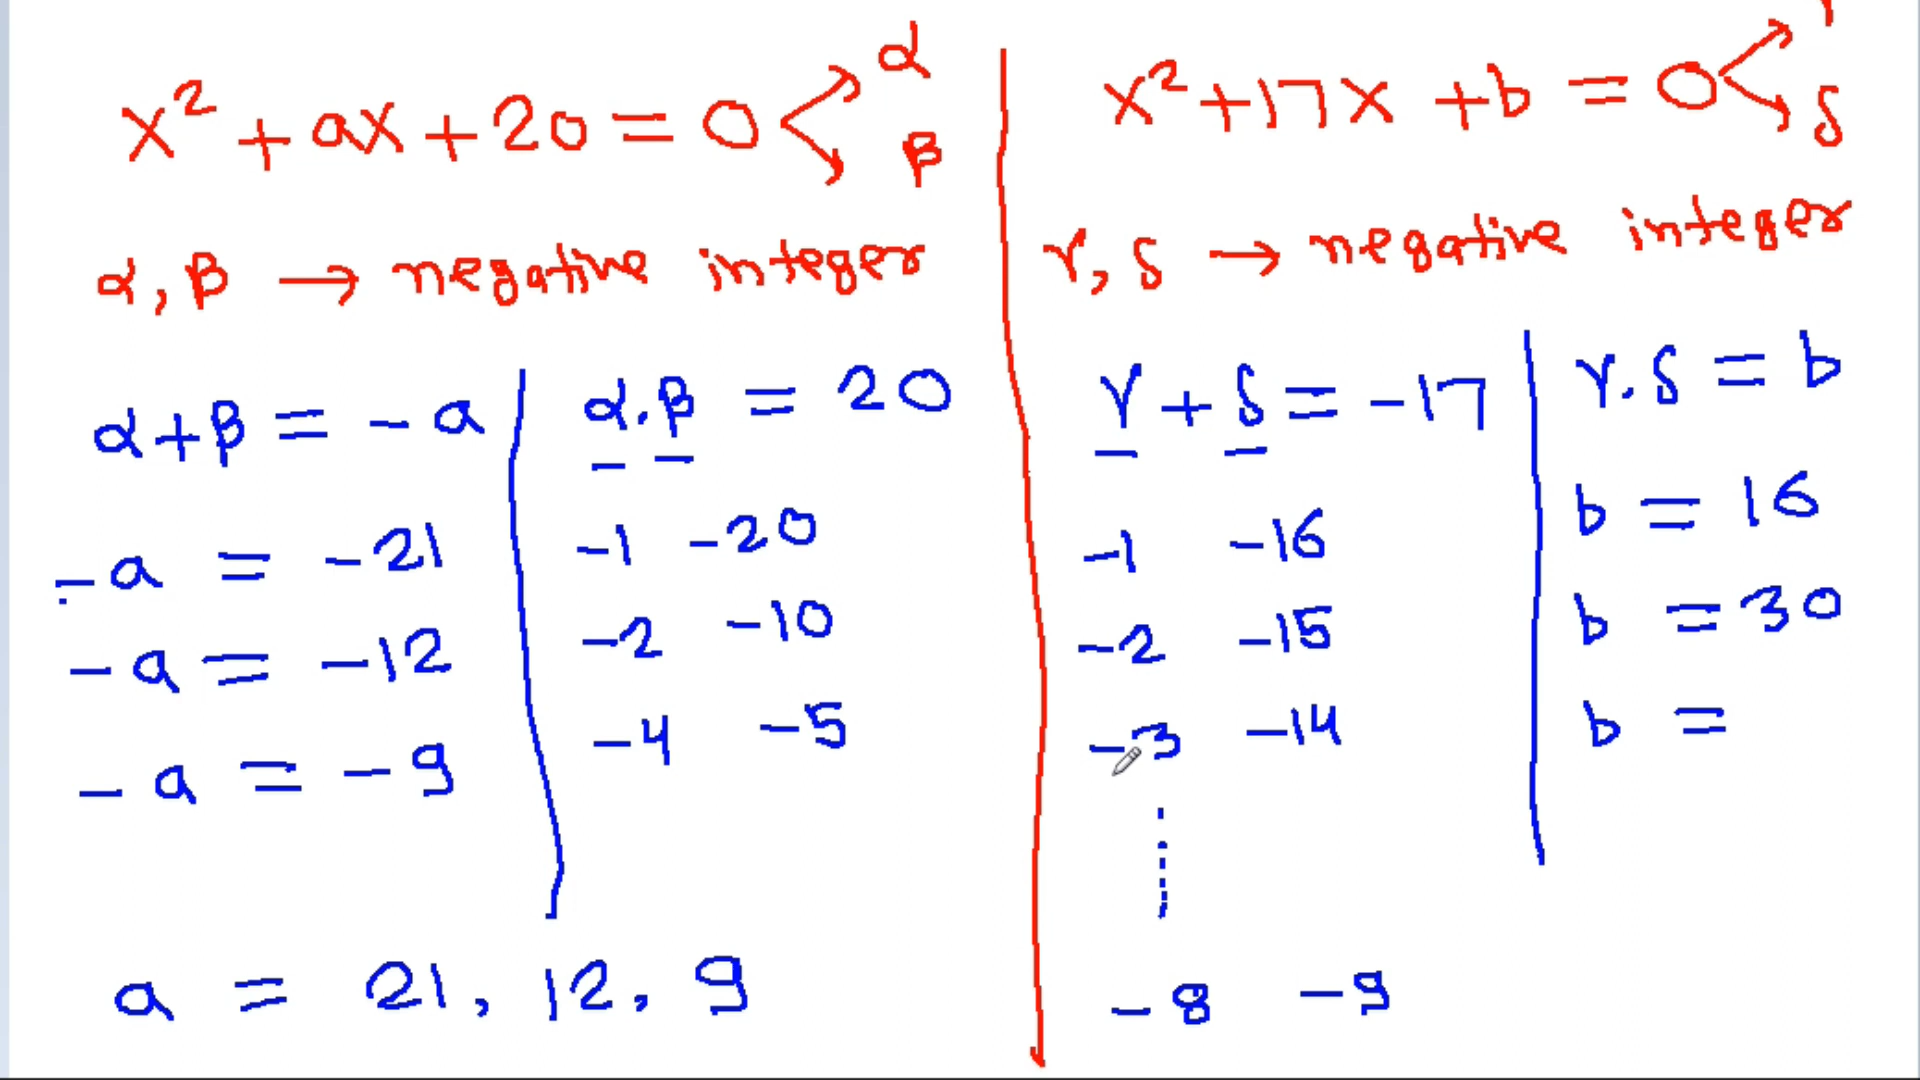 x² + ax + 20 = 0 α β
α, β → negative integer
α+β = -a
α.β = 20
-a = -21
-1 -20
-a = -12
-2 -10
-a = -9
-4 -5
a = 21, 12, 9
x² + 17x + b = 0 δ
γ, δ → negative integer
γ + δ = -17
γ.δ = b
-1 -16
b = 16
-2 -15
b = 30
-3 -14
b =
-8 -9